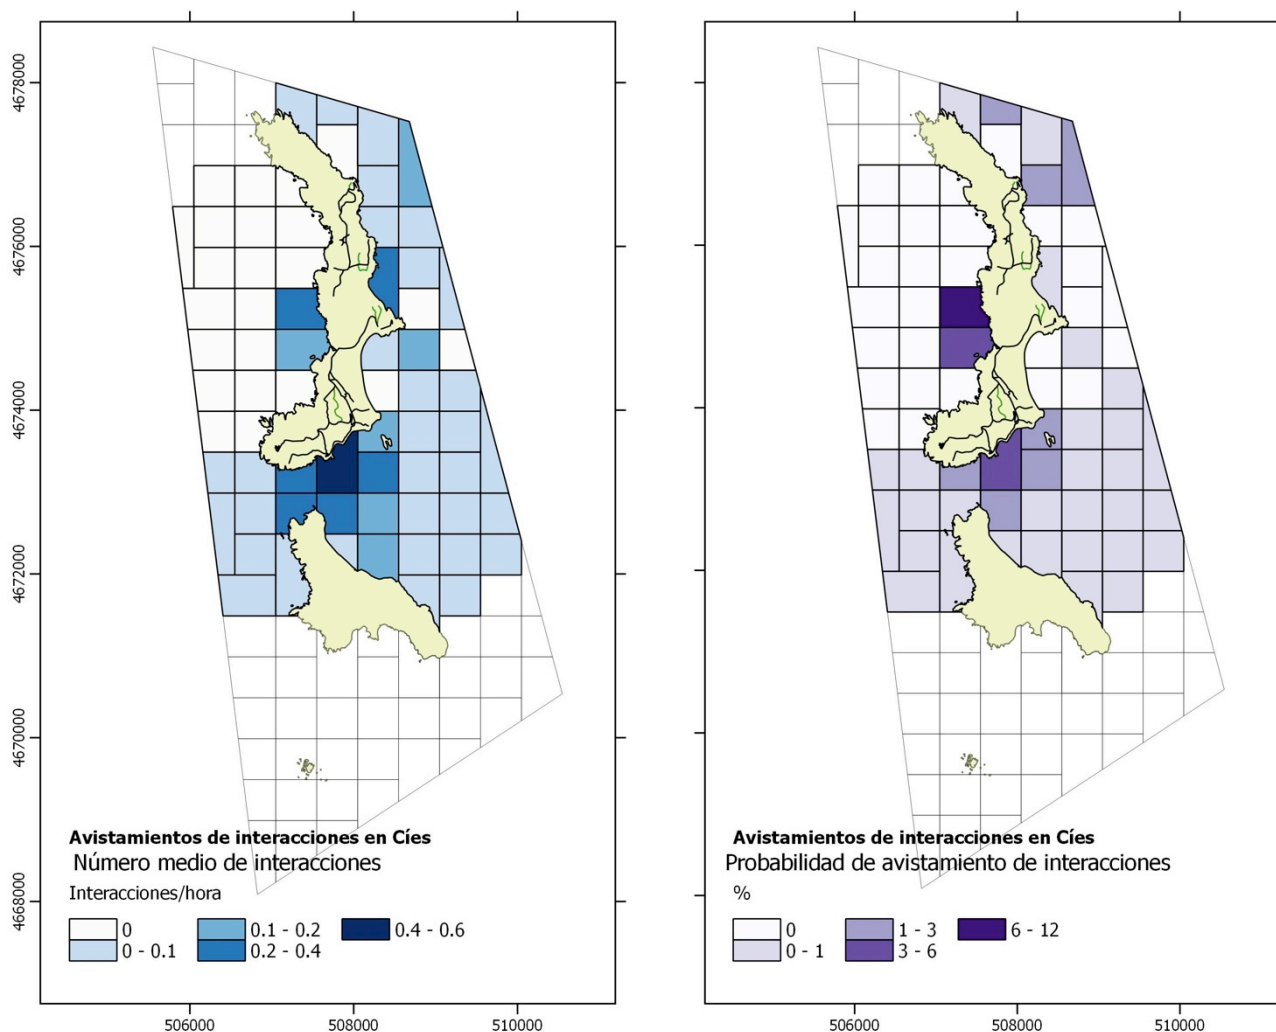 4678000
4676000
4674000
4672000
4670000
4668000
Avistamientos de interacciones en Cíes
Número medio de interacciones
Interacciones/hora
0
0.1 - 0.2
0.4 - 0.6
0 - 0.1
0.2 - 0.4
506000
508000
510000
Avistamientos de interacciones en Cíes
Probabilidad de avistamiento de interacciones
%
0
1 - 3
6 - 12
0 - 1
3 - 6
506000
508000
510000